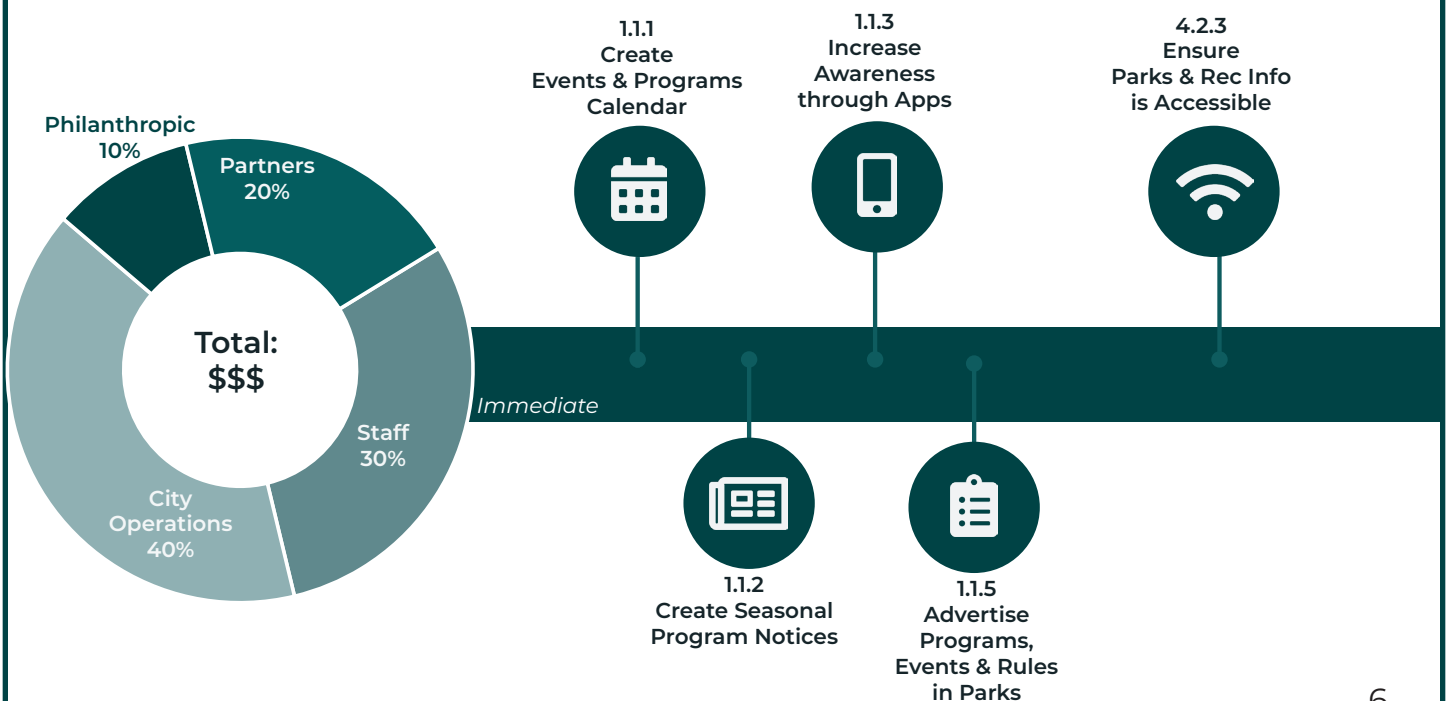 Philanthropic
10%
Partners
20%
Total:
$$$
Staff
30%
City
Operations
40%
Immediate
1.1.1
Create
Events & Programs
Calendar
1.1.2
Create Seasonal
Program Notices
1.1.3
Increase
Awareness
through Apps
1.1.5
Advertise
Programs,
Events & Rules
in Parks
4.2.3
Ensure
Parks & Rec Info
is Accessible
6